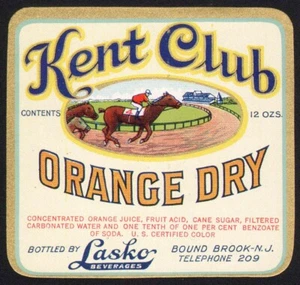 Kent Club
CONTENTS 12 OZS.
ORANGE DRY
CONCENTRATED ORANGE JUICE, FRUIT ACID, CANE SUGAR, FILTERED
CARBONATED WATER AND ONE TENTH OF ONE PER CENT BENZOATE
OF SODA. U.S. CERTIFIED COLOR
BOTTLED BY Lasko BOUND BROOK-N.J.
BEVERAGES TELEPHONE 209